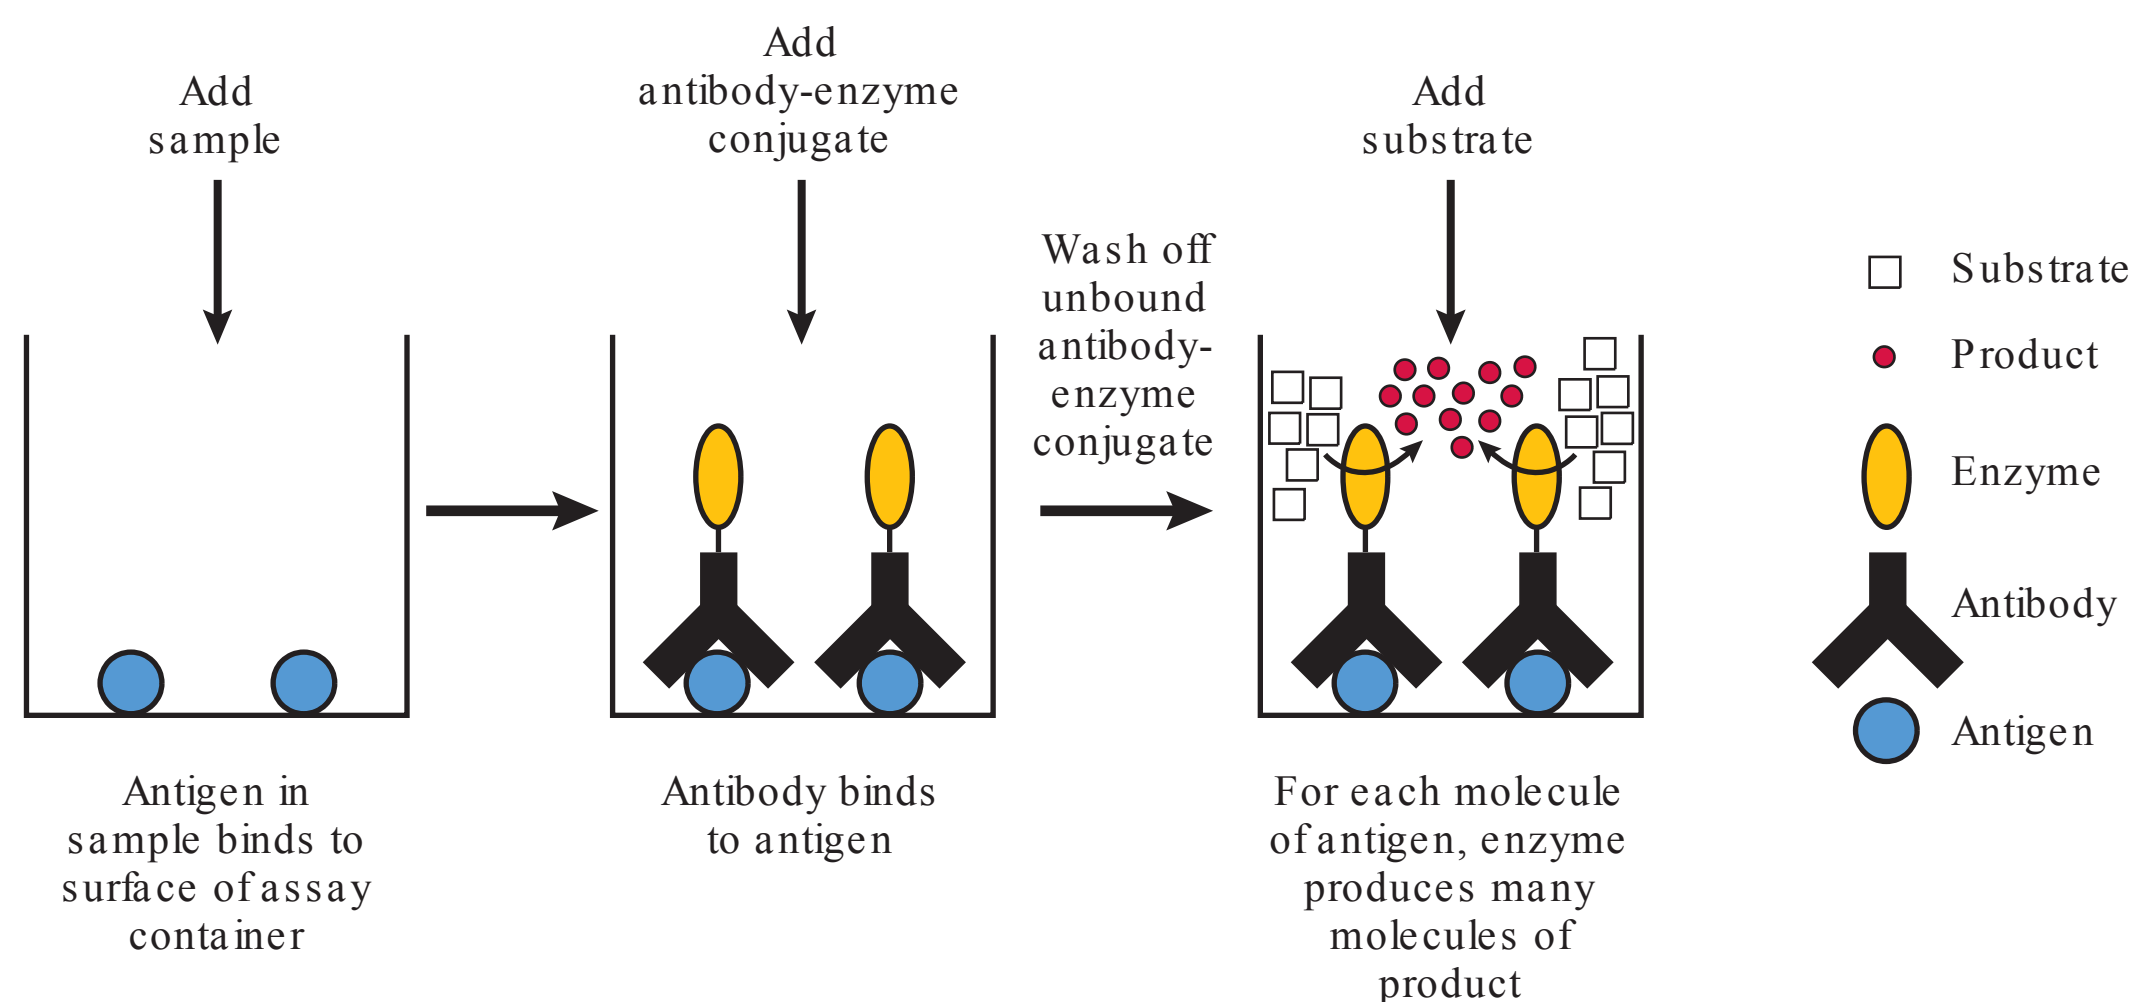 Add
sample
Add
antibody-enzyme
conjugate
Wash off
unbound
antibody-
enzyme
conjugate
Add
substrate
Substrate
Product
Enzyme
Antibody
Antigen
Antigen in
sample binds to
surface of assay
container
Antibody binds
to antigen
For each molecule
of antigen, enzyme
produces many
molecules of
product